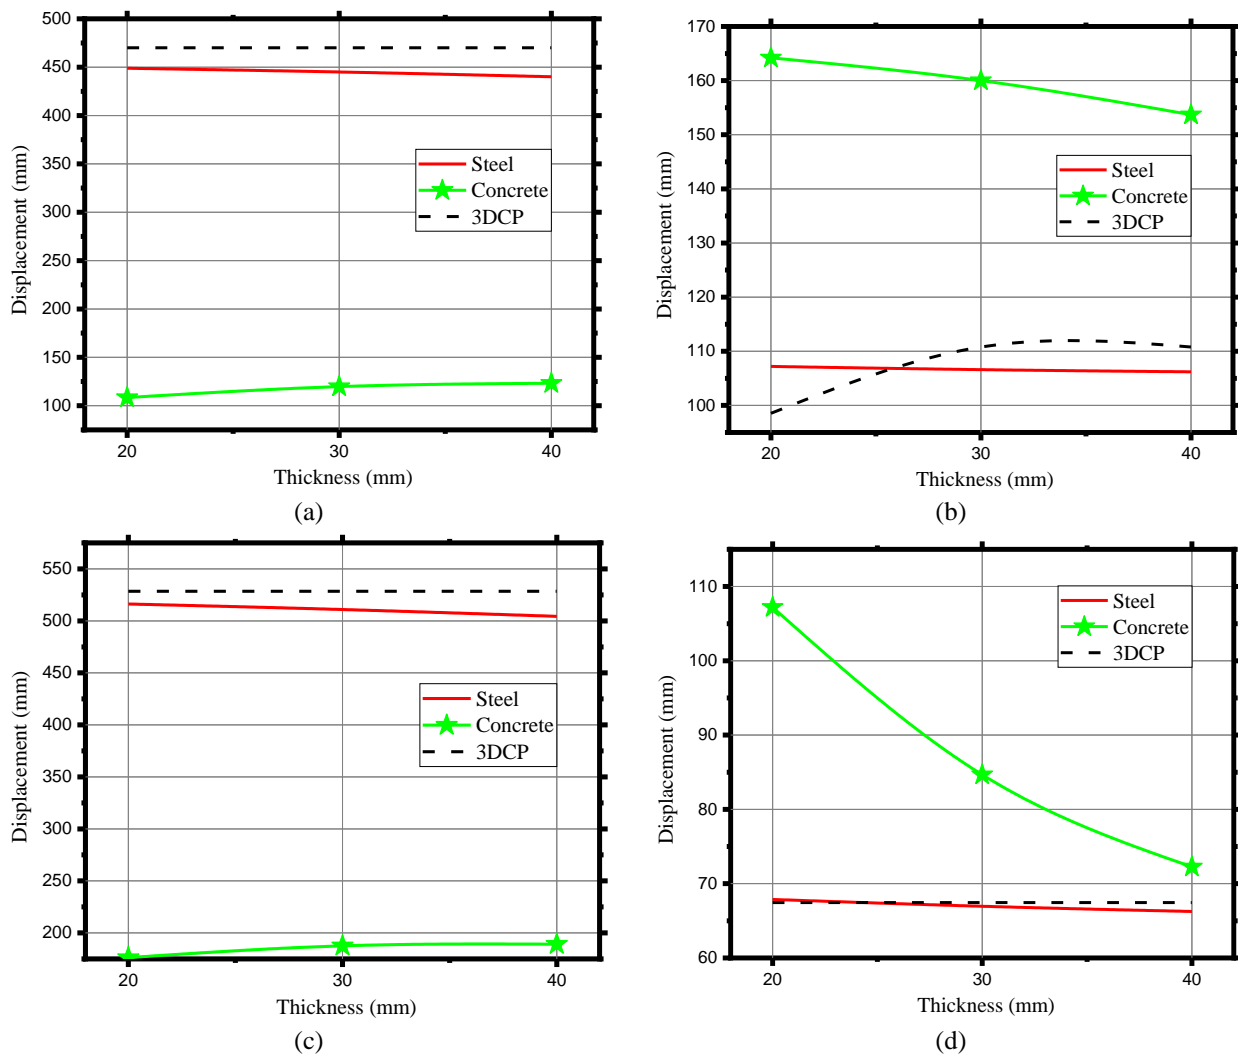 500
450
400
350
300
250
200
150
100
Displacement (mm)
Steel
Concrete
3DCP
20
30
40
Thickness (mm)
(a)
170
160
150
140
130
120
110
100
Displacement (mm)
Steel
Concrete
3DCP
20
30
40
Thickness (mm)
(b)
550
500
450
400
350
300
250
200
Displacement (mm)
Steel
Concrete
3DCP
20
30
40
Thickness (mm)
(c)
110
100
90
80
70
60
Displacement (mm)
Steel
Concrete
3DCP
20
30
40
Thickness (mm)
(d)